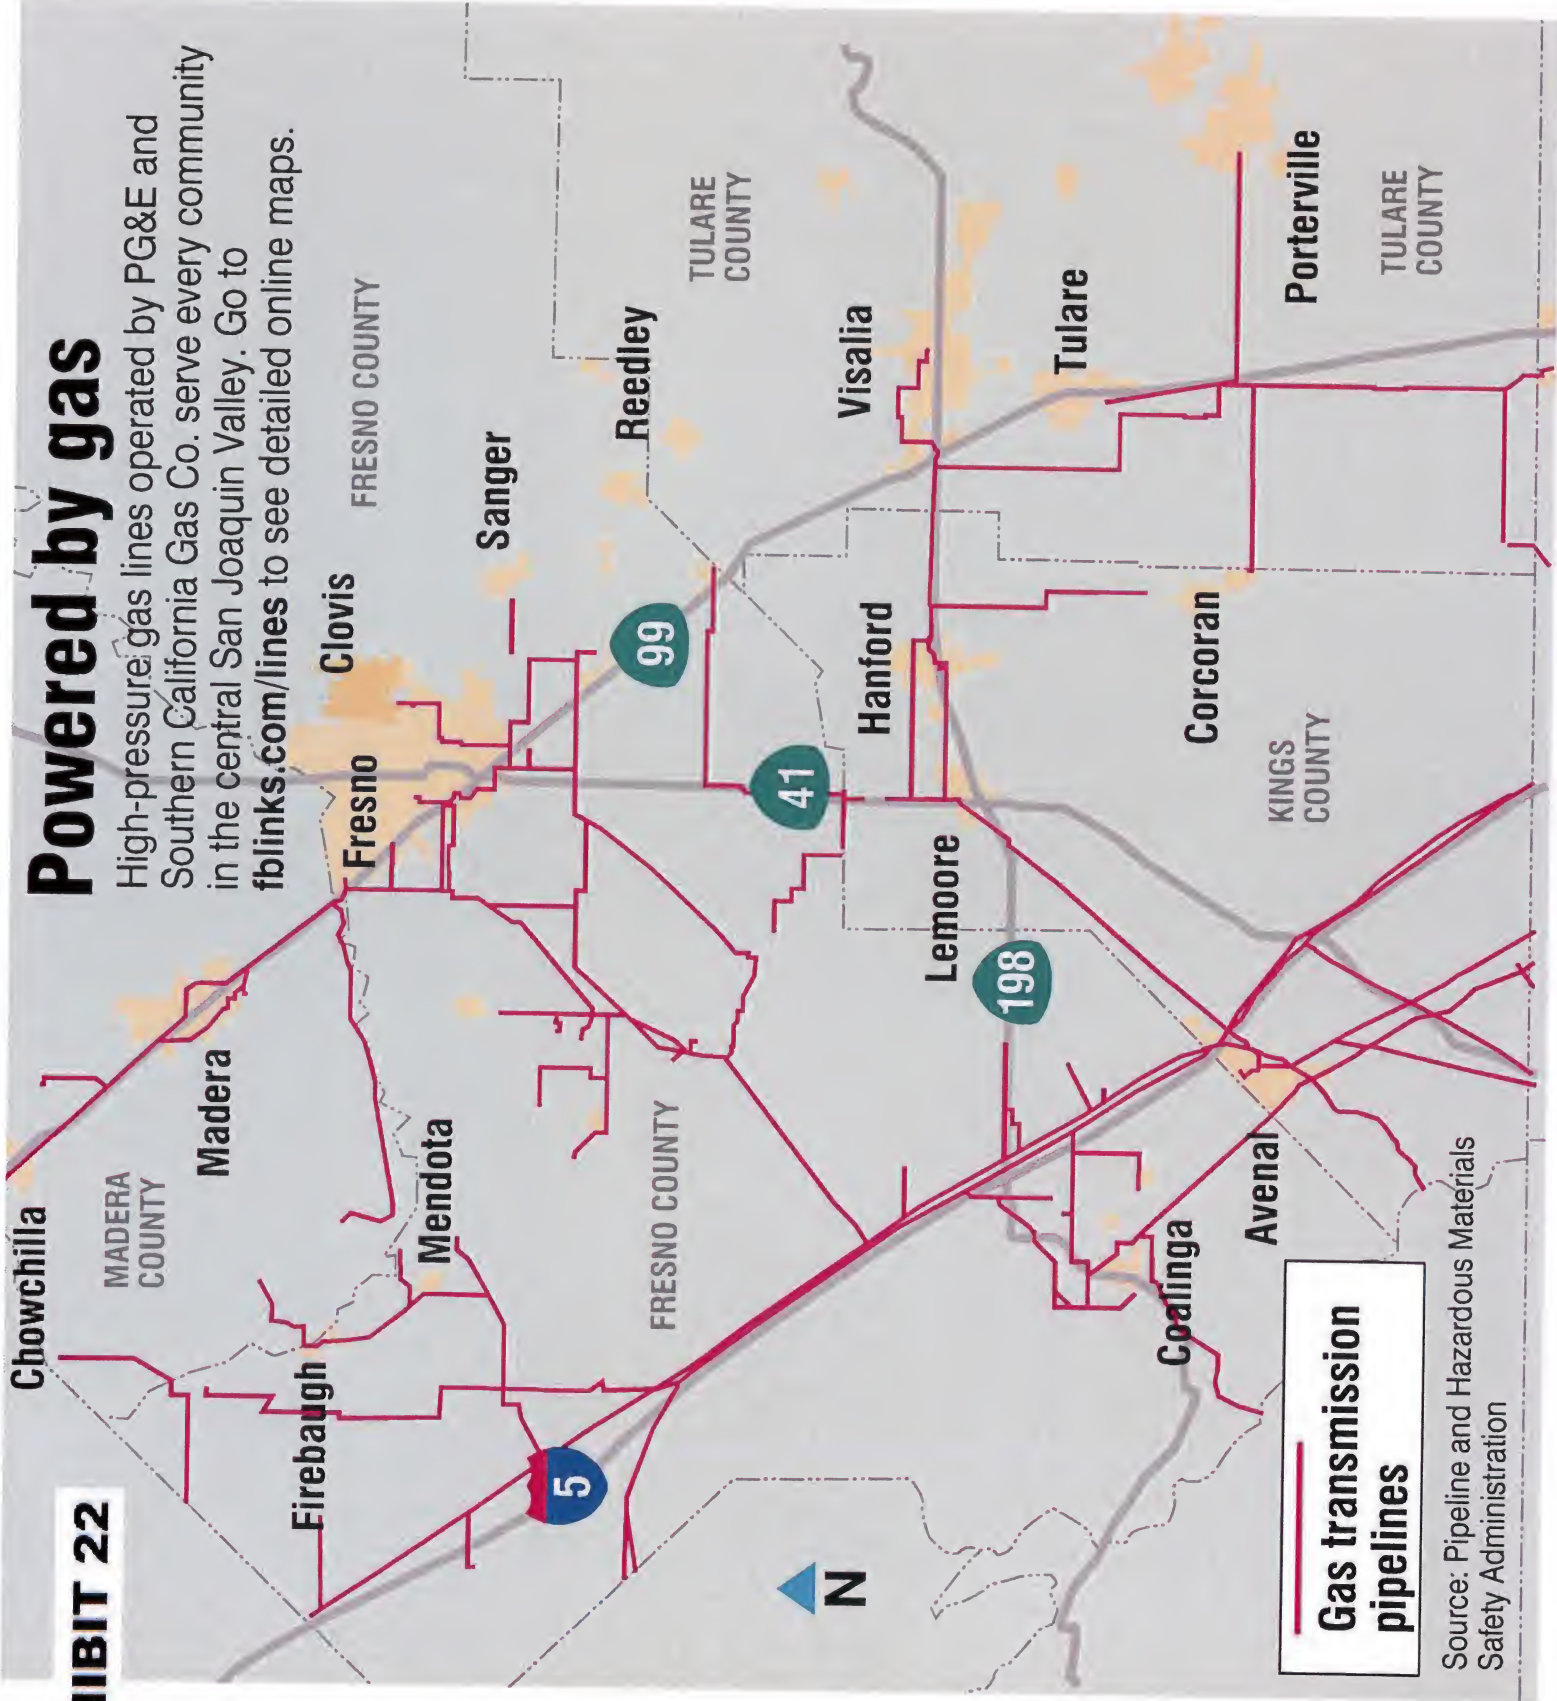 IIBIT 22
Powered by gas
High-pressure gas lines operated by PG&E and
Southern California Gas Co. serve every community
in the central San Joaquin Valley. Go to
fblinks.com/lines to see detailed online maps.
Chowchilla
MADERA
COUNTY
Madera
Firebaugh
Mendota
Fresno
Clovis
FRESNO COUNTY
Sanger
Reedley
99
TULARE
COUNTY
5
FRESNO COUNTY
41
Hanford
Visalia
Lemoore
198
Tulare
N
Coalinga
Avenal
KINGS
COUNTY
Corcoran
Porterville
TULARE
COUNTY
Gas transmission
pipelines
Source: Pipeline and Hazardous Materials
Safety Administration